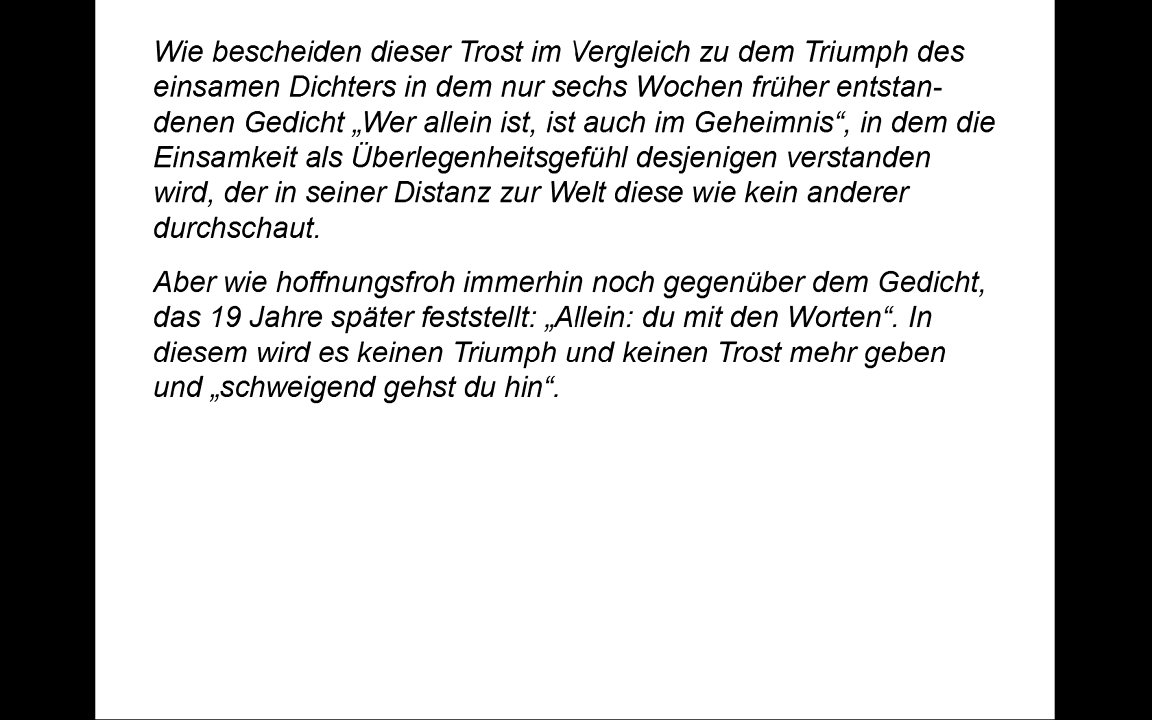 Wie bescheiden dieser Trost im Vergleich zu dem Triumph des
einsamen Dichters in dem nur sechs Wochen früher entstan-
denen Gedicht „Wer allein ist, ist auch im Geheimnis“, in dem die
Einsamkeit als Überlegenheitsgefühl desjenigen verstanden
wird, der in seiner Distanz zur Welt diese wie kein anderer
durchschaut.
Aber wie hoffnungsfroh immerhin noch gegenüber dem Gedicht,
das 19 Jahre später feststellt: „Allein: du mit den Worten“. In
diesem wird es keinen Triumph und keinen Trost mehr geben
und „schweigend gehst du hin“.